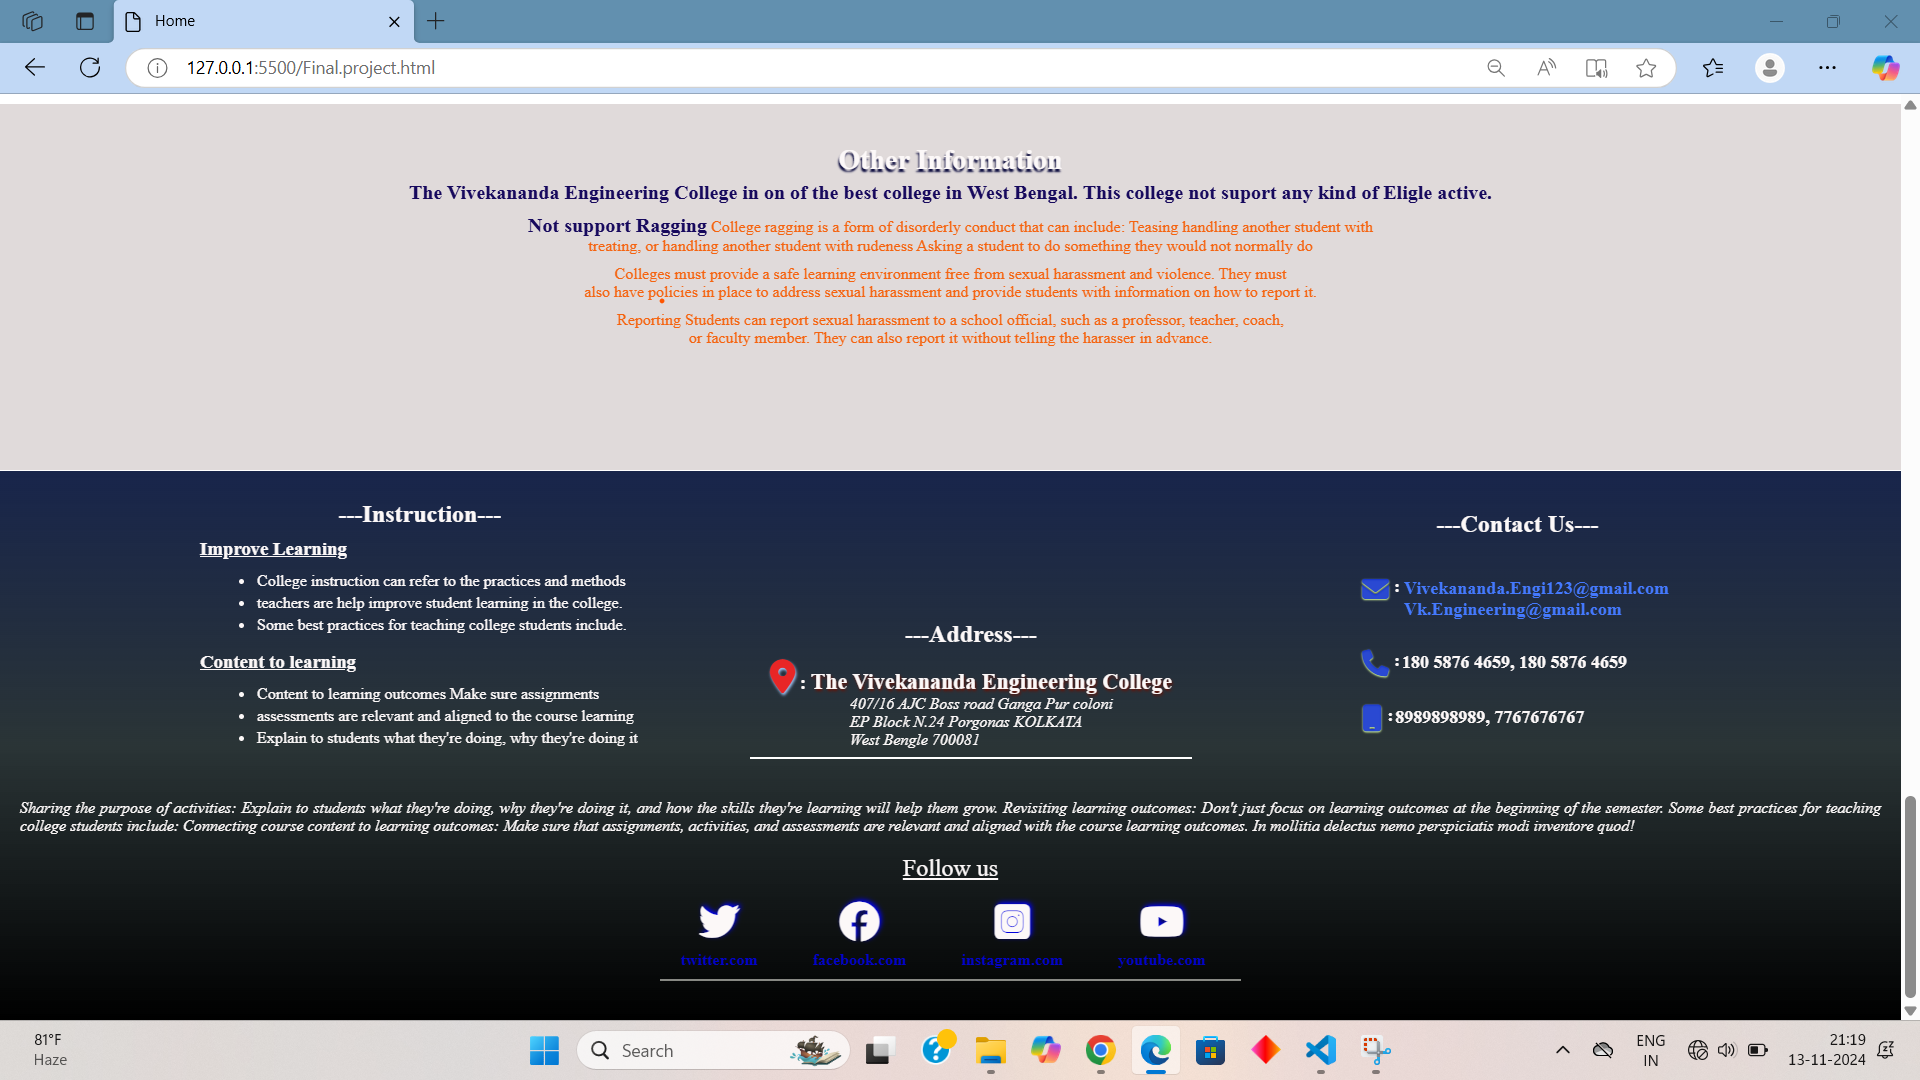 Home
127.0.0.1:5500/Final.project.html
Other Information
The Vivekananda Engineering College in on of the best college in West Bengal. This college not suport any kind of Eligle active.
Not support Ragging College ragging is a form of disorderly conduct that can include: Teasing handling another student with
treating, or handling another student with rudeness Asking a student to do something they would not normally do
Colleges must provide a safe learning environment free from sexual harassment and violence. They must
also have policies in place to address sexual harassment and provide students with information on how to report it.
Reporting Students can report sexual harassment to a school official, such as a professor, teacher, coach,
or faculty member. They can also report it without telling the harasser in advance.
---Instruction---
Improve Learning
• College instruction can refer to the practices and methods
• teachers are help improve student learning in the college.
• Some best practices for teaching college students include.
Content to learning
• Content to learning outcomes Make sure assignments
• assessments are relevant and aligned to the course learning
• Explain to students what they're doing, why they're doing it
---Address---
: The Vivekananda Engineering College
407/16 AJC Boss road Ganga Pur coloni
EP Block N.24 Porgonas KOLKATA
West Bengle 700081
---Contact Us---
: Vivekananda.Engi123@gmail.com
Vk.Engineering@gmail.com
: 180 5876 4659, 180 5876 4659
: 8989898989, 7767676767
Sharing the purpose of activities: Explain to students what they're doing, why they're doing it, and how the skills they're learning will help them grow. Revisiting learning outcomes: Don't just focus on learning outcomes at the beginning of the semester. Some best practices for teaching
college students include: Connecting course content to learning outcomes: Make sure that assignments, activities, and assessments are relevant and aligned with the course learning outcomes. In mollitia delectus nemo perspiciatis modi inventore quod!
Follow us
twitter.com facebook.com instagram.com youtube.com
81°F
Haze
Search
ENG
IN
21:19
13-11-2024